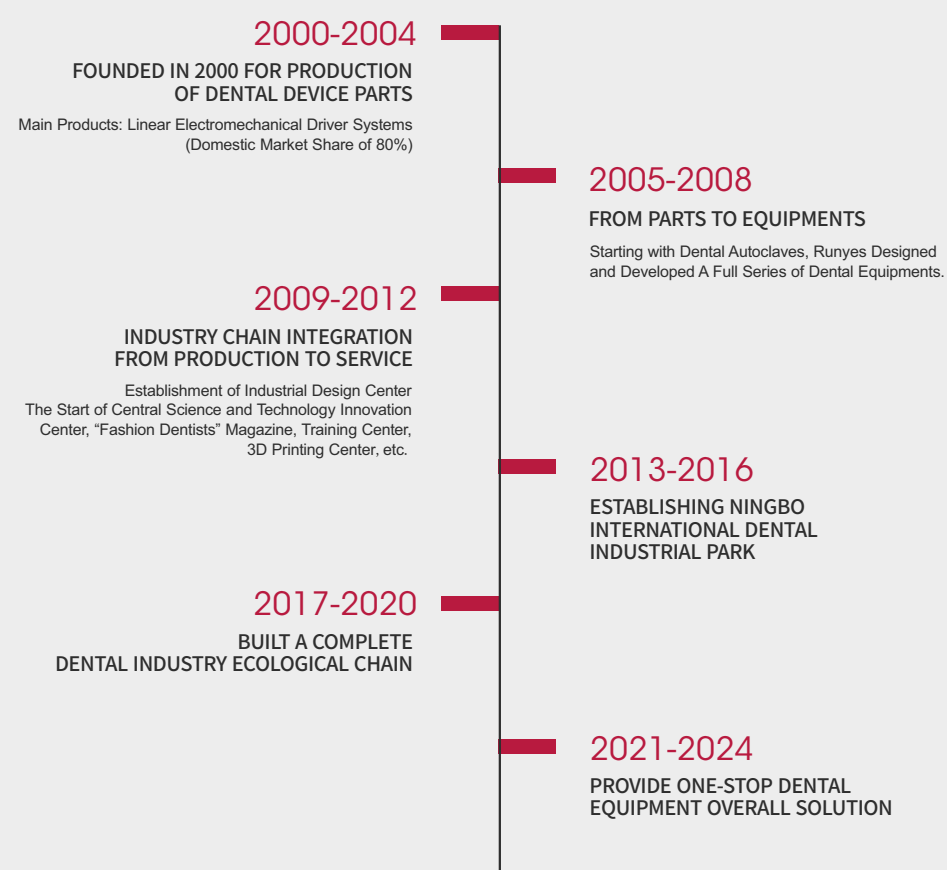 2000-2004
FOUNDED IN 2000 FOR PRODUCTION
OF DENTAL DEVICE PARTS
Main Products: Linear Electromechanical Driver Systems
(Domestic Market Share of 80%)
2005-2008
FROM PARTS TO EQUIPMENTS
Starting with Dental Autoclaves, Runyes Designed
and Developed A Full Series of Dental Equipments.
2009-2012
INDUSTRY CHAIN INTEGRATION
FROM PRODUCTION TO SERVICE
Establishment of Industrial Design Center
The Start of Central Science and Technology Innovation
Center, “Fashion Dentists” Magazine, Training Center,
3D Printing Center, etc.
2013-2016
ESTABLISHING NINGBO
INTERNATIONAL DENTAL
INDUSTRIAL PARK
2017-2020
BUILT A COMPLETE
DENTAL INDUSTRY ECOLOGICAL CHAIN
2021-2024
PROVIDE ONE-STOP DENTAL
EQUIPMENT OVERALL SOLUTION